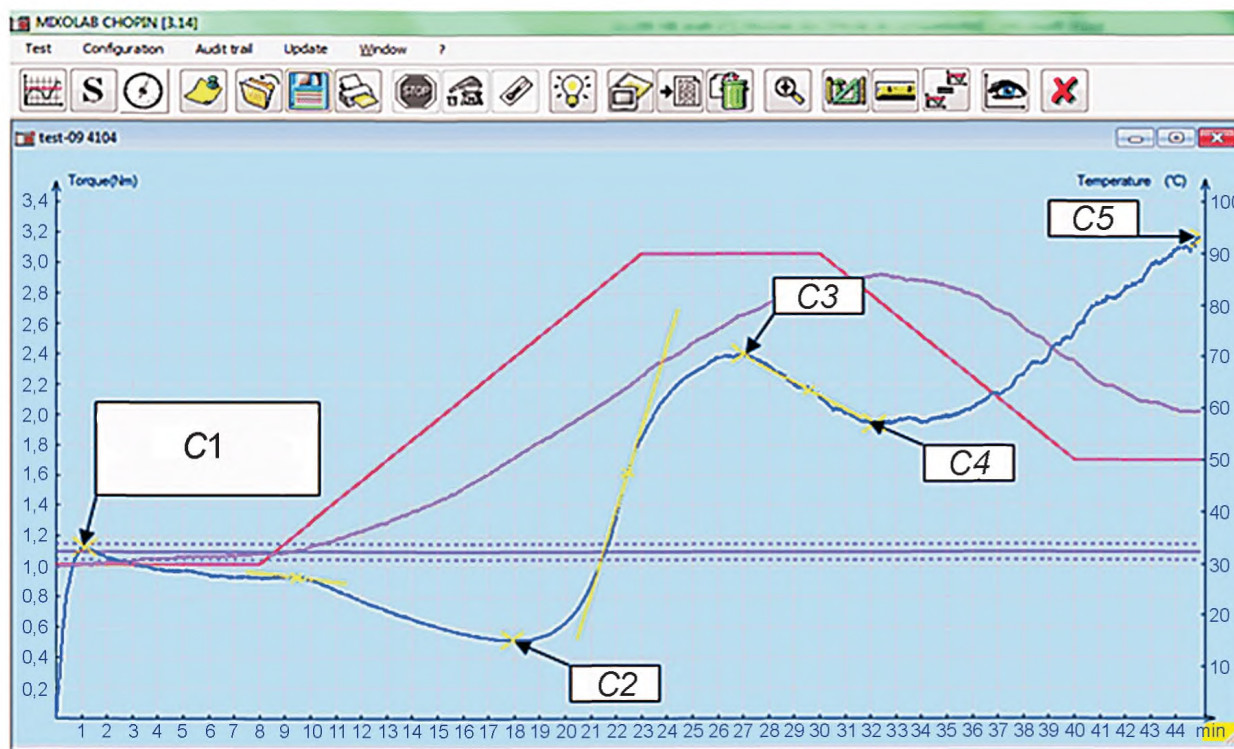 MIXOLAB CHOPIN [3.14]
Test Configuration Audit trail Update Window ?
S STOP
test-09 4104
Torque(Nm) Temperature (°C)
3,4 100
3,2 C5
3,0 90
2,8 C3
2,6 80
2,4 70
2,2
2,0 60
1,8 C1
1,6 50 C4
1,4
1,2 40
1,0 30
0,8
0,6 20
0,4 10
0,2 C2
1 2 3 4 5 6 7 8 9 10 11 12 13 14 15 16 17 18 19 20 21 22 23 24 25 26 27 28 29 30 31 32 33 34 35 36 37 38 39 40 41 42 43 44 min